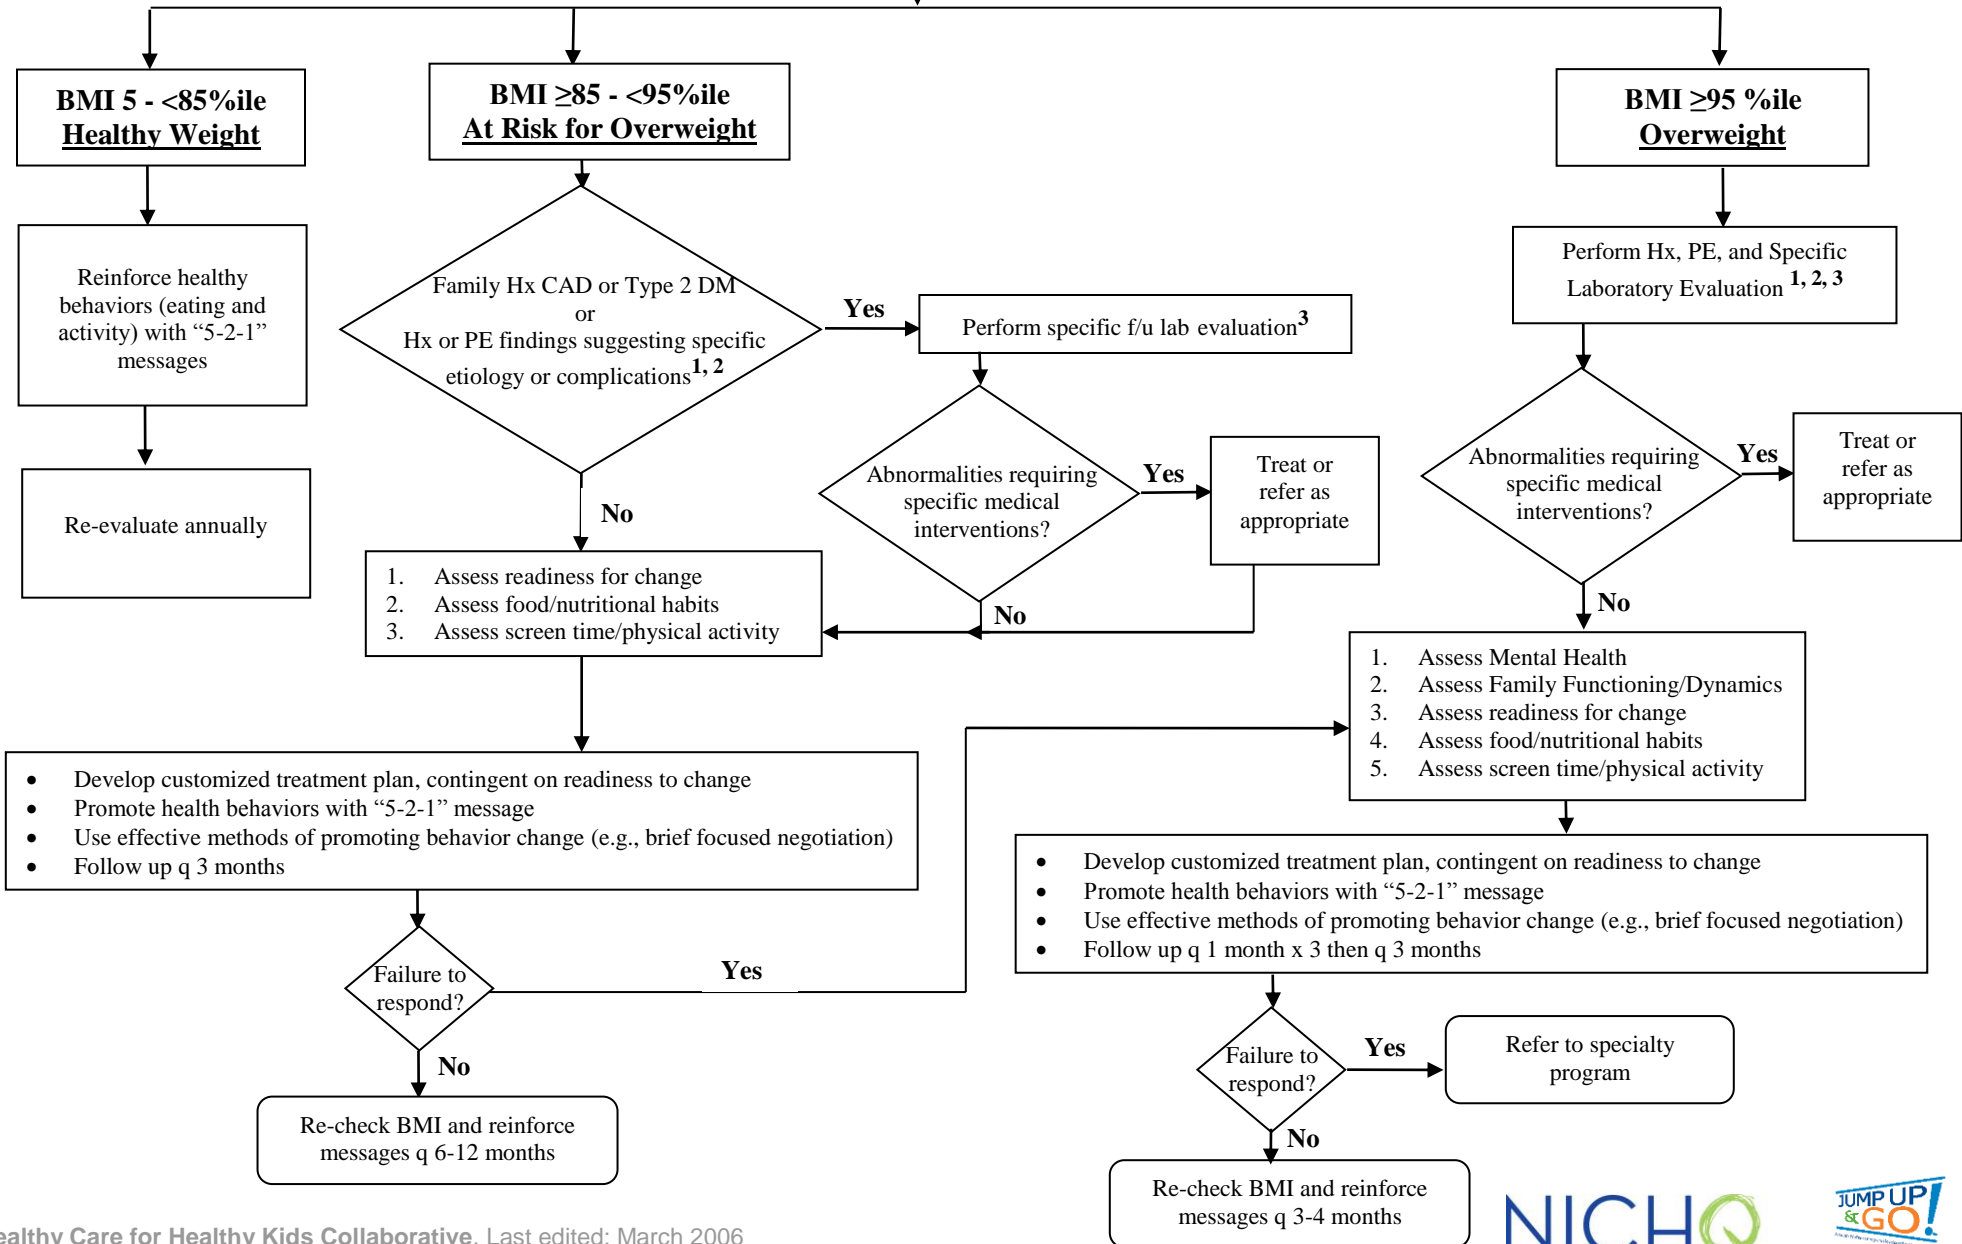 BMI 5 - <85%ile
Healthy Weight
BMI ≥85 - <95%ile
At Risk for Overweight
BMI ≥95 %ile
Overweight
Reinforce healthy
behaviors (eating and
activity) with “5-2-1”
messages
Re-evaluate annually
Family Hx CAD or Type 2 DM
or
Hx or PE findings suggesting specific
etiology or complications1, 2
Yes
Perform specific f/u lab evaluation3
No
Abnormalities requiring
specific medical
interventions?
Yes
Treat or
refer as
appropriate
No
Perform Hx, PE, and Specific
Laboratory Evaluation 1, 2, 3
Abnormalities requiring
specific medical
interventions?
Yes
Treat or
refer as
appropriate
No
1. Assess readiness for change
2. Assess food/nutritional habits
3. Assess screen time/physical activity
1. Assess Mental Health
2. Assess Family Functioning/Dynamics
3. Assess readiness for change
4. Assess food/nutritional habits
5. Assess screen time/physical activity
• Develop customized treatment plan, contingent on readiness to change
• Promote health behaviors with “5-2-1” message
• Use effective methods of promoting behavior change (e.g., brief focused negotiation)
• Follow up q 3 months
• Develop customized treatment plan, contingent on readiness to change
• Promote health behaviors with “5-2-1” message
• Use effective methods of promoting behavior change (e.g., brief focused negotiation)
• Follow up q 1 month x 3 then q 3 months
Failure to
respond?
Yes
No
Re-check BMI and reinforce
messages q 6-12 months
Failure to
respond?
Yes
Refer to specialty
program
No
Re-check BMI and reinforce
messages q 3-4 months
ealthy Care for Healthy Kids Collaborative. Last edited: March 2006
NICHQ
JUMP UP
& GO!